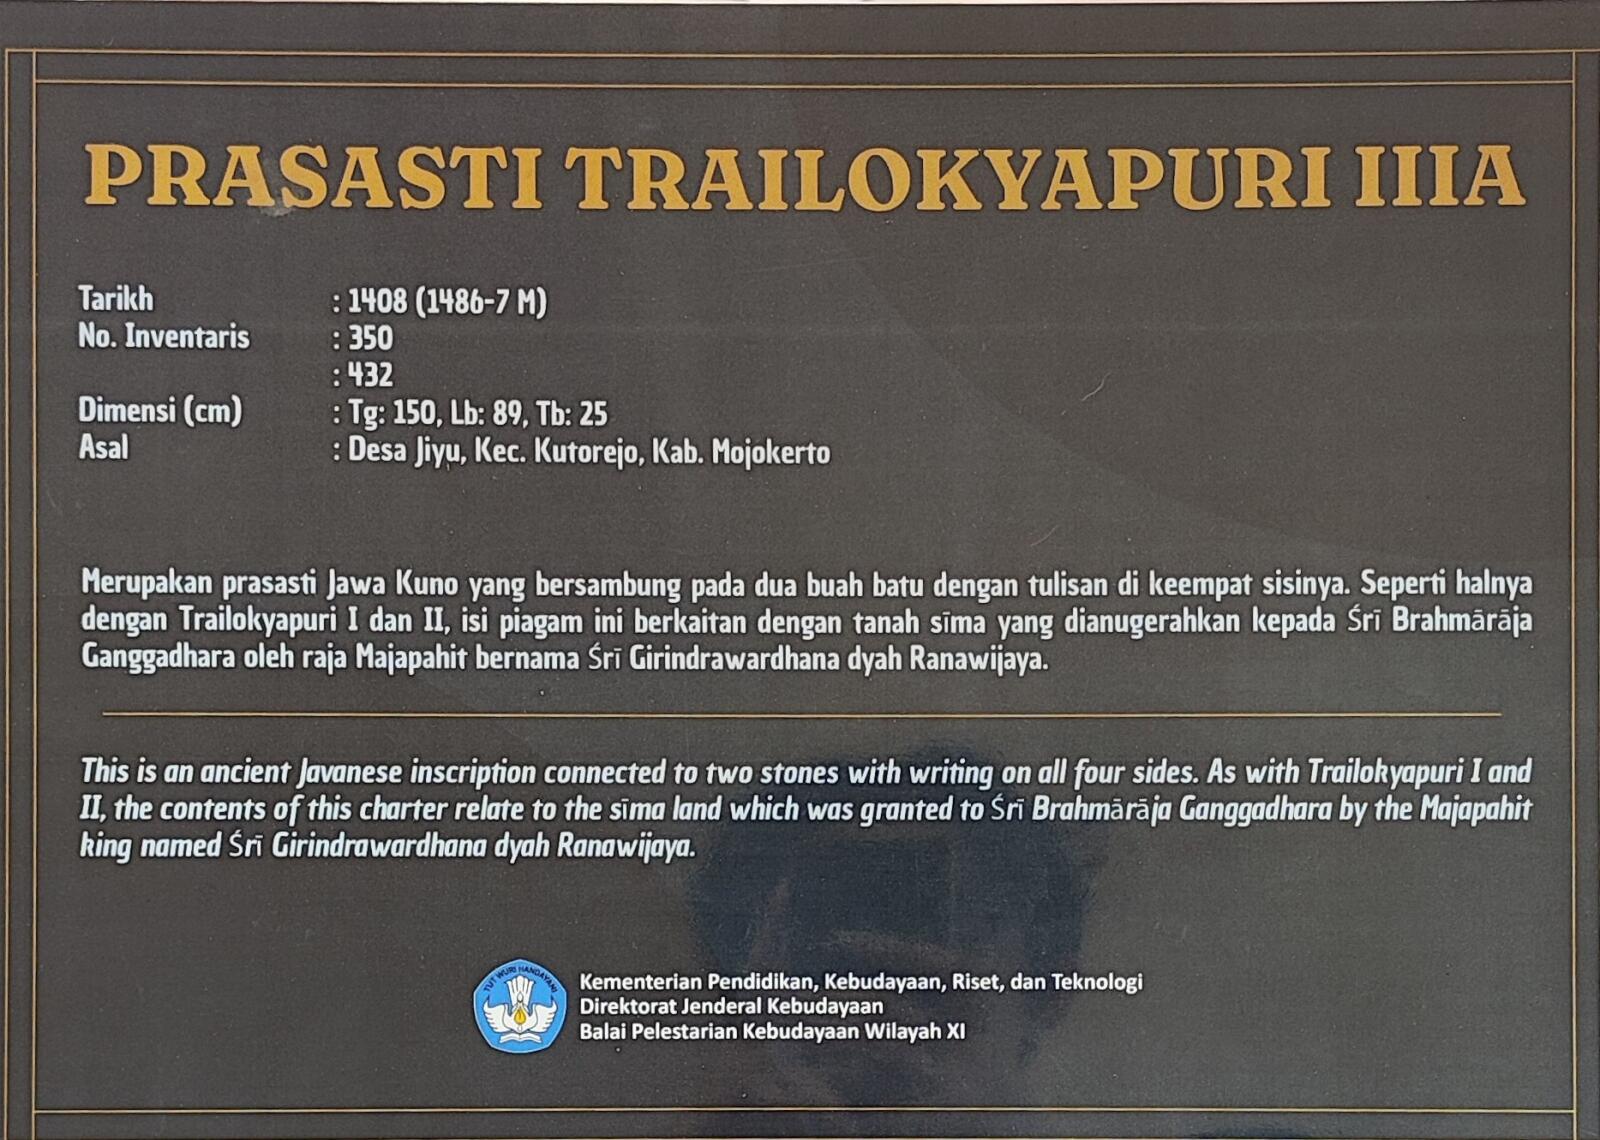 PRASASTI TRAILOKYAPURI IIIA
Tarikh : 1408 (1486-7 M)
No. Inventaris : 350
: 432
Dimensi (cm) : Tg: 150, Lb: 89, Tb: 25
Asal : Desa Jiyu, Kec. Kutorejo, Kab. Mojokerto
Merupakan prasasti Jawa Kuno yang bersambung pada dua buah batu dengan tulisan di keempat sisinya. Seperti halnya
dengan Trailokyapuri I dan II, isi piagam ini berkaitan dengan tanah sīma yang dianugerahkan kepada Śrī Brahmārāja
Ganggadhara oleh raja Majapahit bernama Śrī Girindrawardhana dyah Ranawijaya.
This is an ancient Javanese inscription connected to two stones with writing on all four sides. As with Trailokyapuri I and
II, the contents of this charter relate to the sīma land which was granted to Śrī Brahmārāja Ganggadhara by the Majapahit
king named Śrī Girindrawardhana dyah Ranawijaya.
TUT WURI HANDAYANI
Kementerian Pendidikan, Kebudayaan, Riset, dan Teknologi
Direktorat Jenderal Kebudayaan
Balai Pelestarian Kebudayaan Wilayah XI